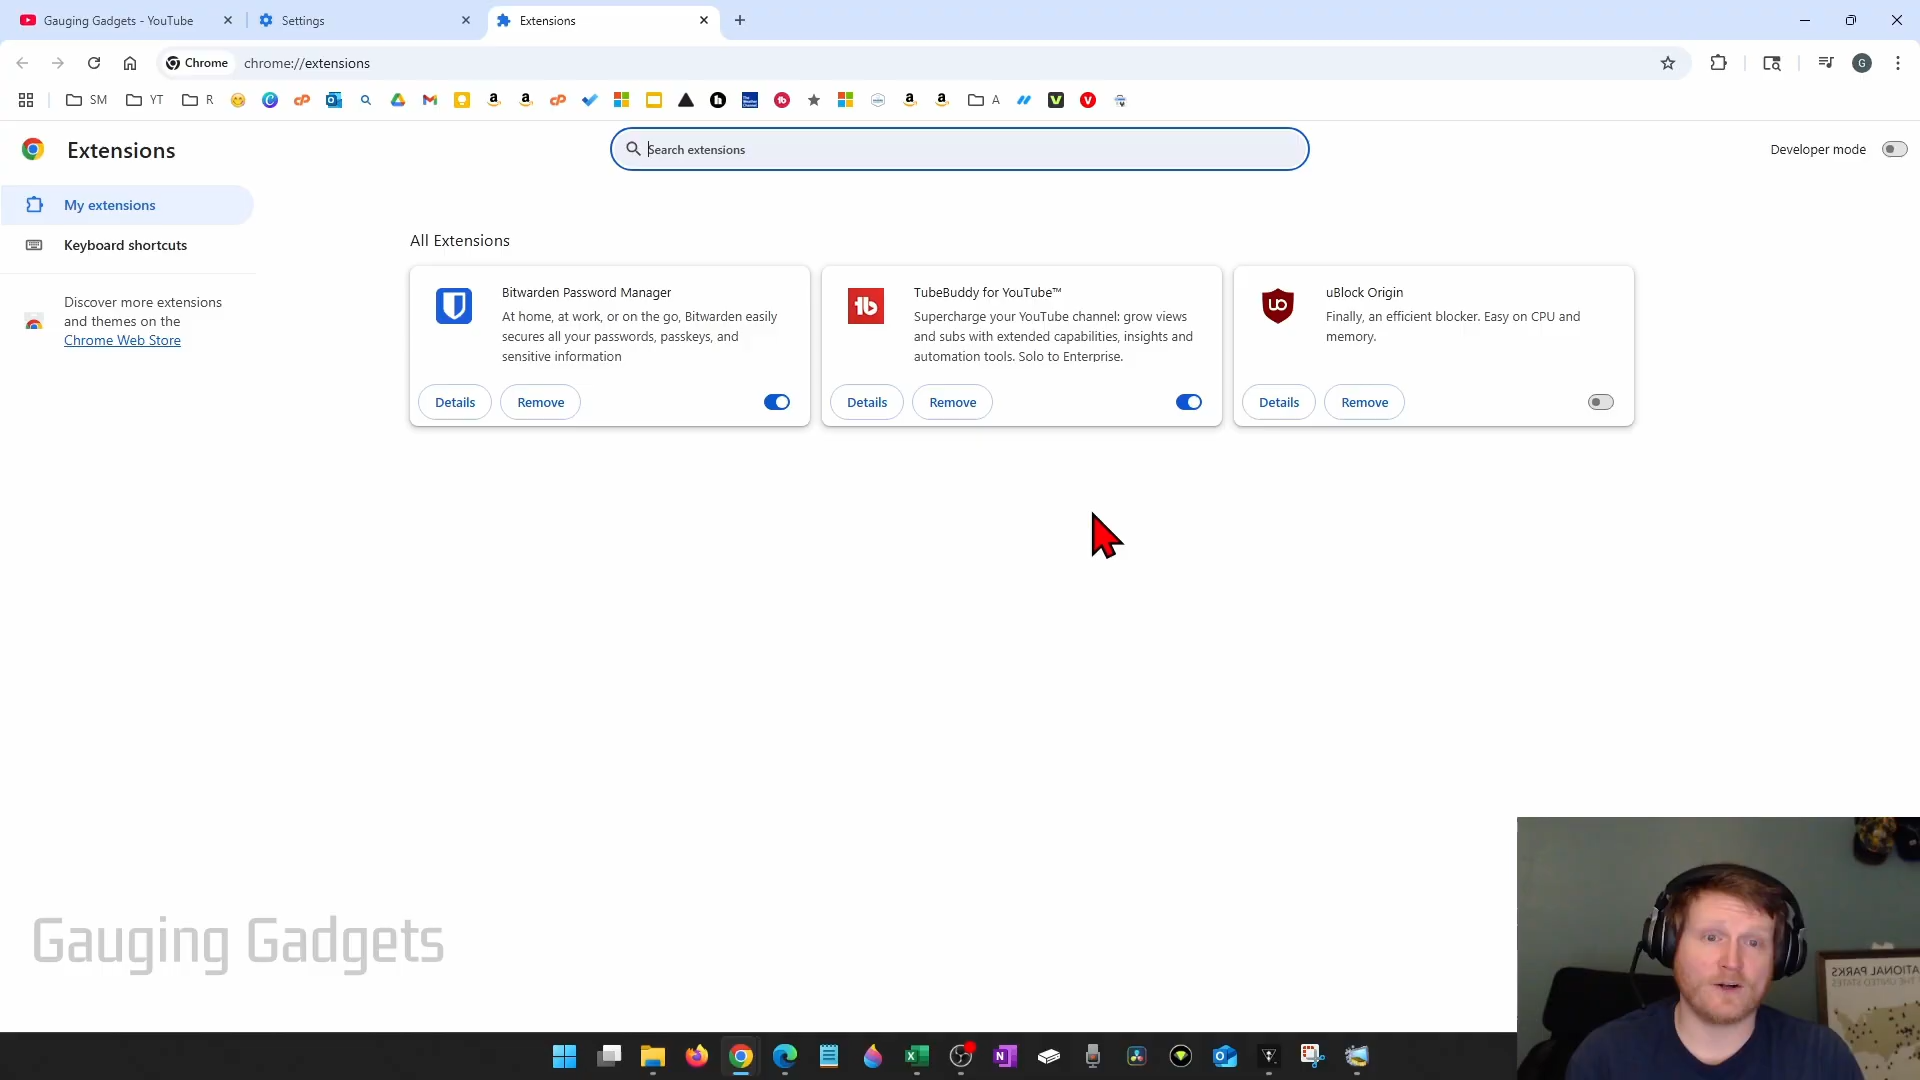 Gauging Gadgets - YouTube
Settings
Extensions
Chrome
chrome://extensions
G
SM
YT
R
A
Extensions
Search extensions
Developer mode
My extensions
Keyboard shortcuts
Discover more extensions
and themes on the
Chrome Web Store
All Extensions
Bitwarden Password Manager
At home, at work, or on the go, Bitwarden easily
secures all your passwords, passkeys, and
sensitive information
Details
Remove
TubeBuddy for YouTube™
Supercharge your YouTube channel: grow views
and subs with extended capabilities, insights and
automation tools. Solo to Enterprise.
Details
Remove
uBlock Origin
Finally, an efficient blocker. Easy on CPU and
memory.
Details
Remove
Gauging Gadgets